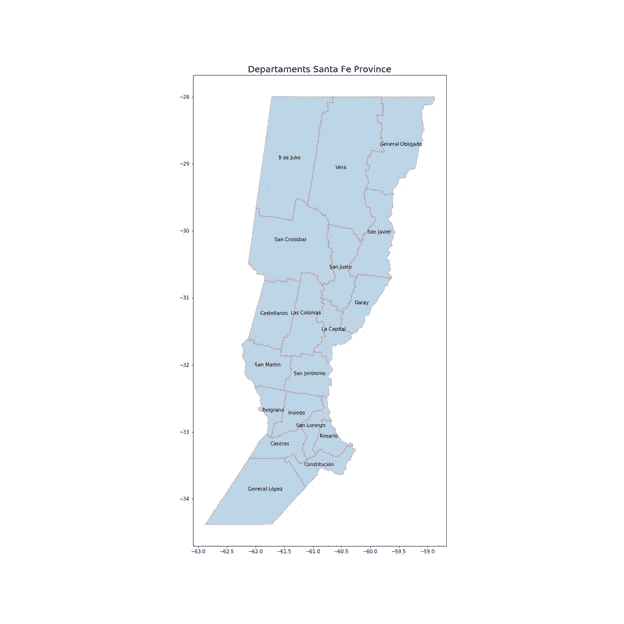 Departaments Santa Fe Province
−28
General Obligado
9 de Julio
−29
Vera
−30
San Javier
San Cristóbal
San Justo
−31
Garay
Castellanos
Las Colonias
La Capital
−32
San Martín
San Jerónimo
Belgrano
Iriondo
San Lorenzo
−33
Rosario
Caseros
Constitución
General López
−34
−63.0 −62.5 −62.0 −61.5 −61.0 −60.5 −60.0 −59.5 −59.0